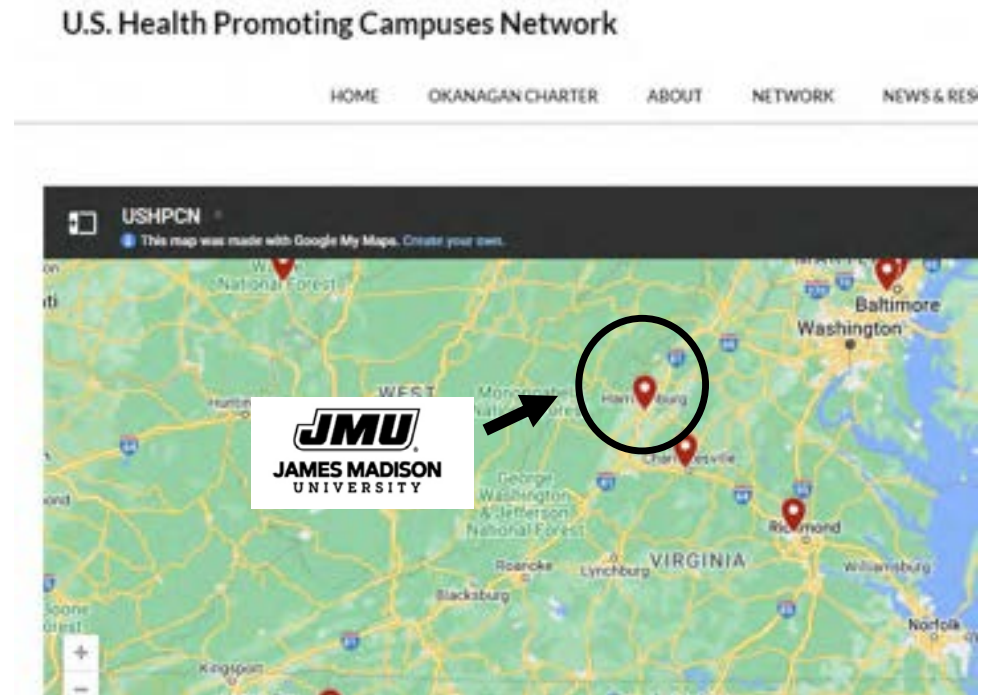 U.S. Health Promoting Campuses Network
HOME OKANAGAN CHARTER ABOUT NETWORK NEWS & RES
USHPCN
This map was made with Google My Maps. Create your own.
National Forest
Baltimore
Washington
WEST
JMU
JAMES MADISON
UNIVERSITY
George
Washington
& Jefferson
National Forest
Richmond
Roanoke
Lynchburg
VIRGINIA
Williamsburg
Blacksburg
Norfolk
Kingsport
+
−